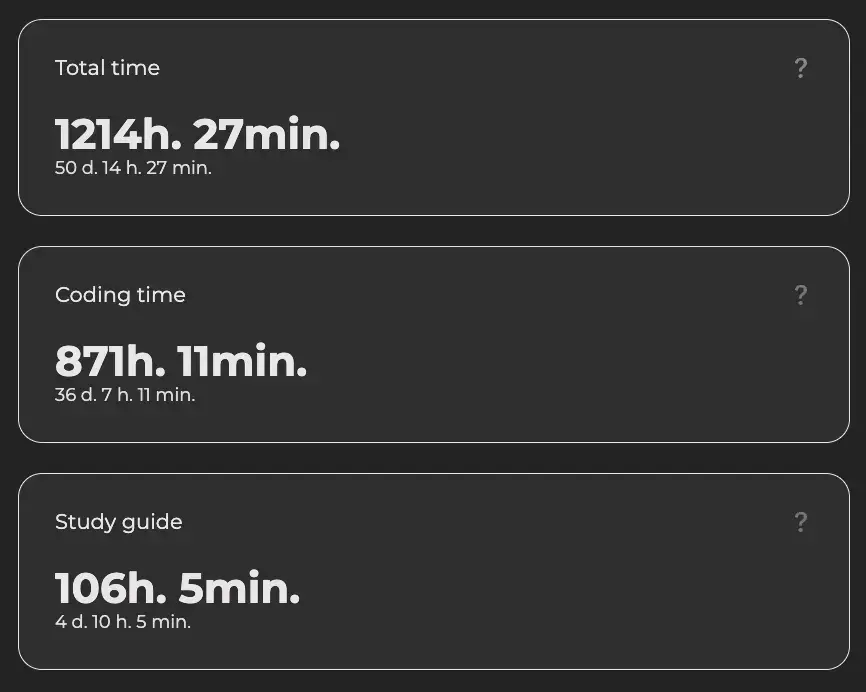 Total time
?
1214h. 27min.
50 d. 14 h. 27 min.
Coding time
?
871h. 11min.
36 d. 7 h. 11 min.
Study guide
?
106h. 5min.
4 d. 10 h. 5 min.